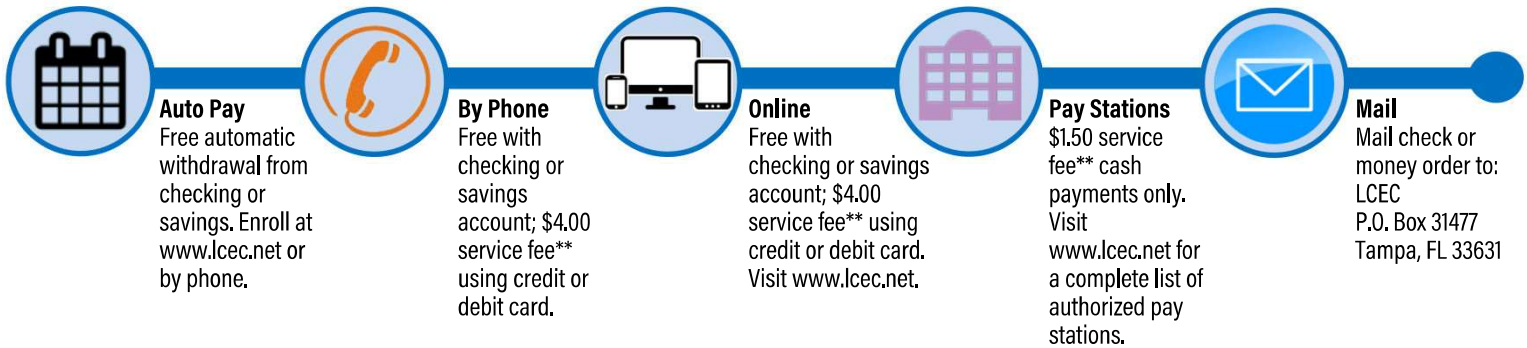 Auto Pay
Free automatic
withdrawal from
checking or
savings. Enroll at
www.lcec.net or
by phone.
By Phone
Free with
checking or
savings
account; $4.00
service fee**
using credit or
debit card.
Online
Free with
checking or savings
account; $4.00
service fee** using
credit or debit card.
Visit www.lcec.net.
Pay Stations
$1.50 service
fee** cash
payments only.
Visit
www.lcec.net for
a complete list of
authorized pay
stations.
Mail
Mail check or
money order to:
LCEC
P.O. Box 31477
Tampa, FL 33631